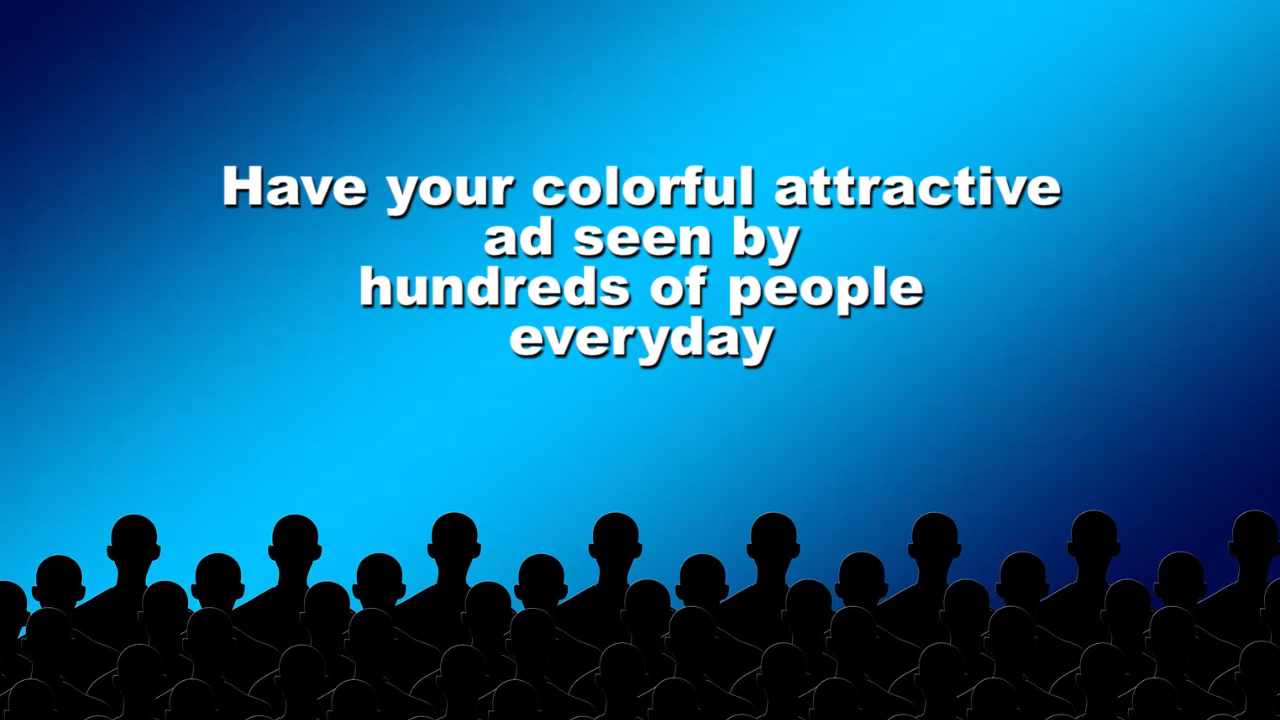 Have your colorful attractive
ad seen by
hundreds of people
everyday